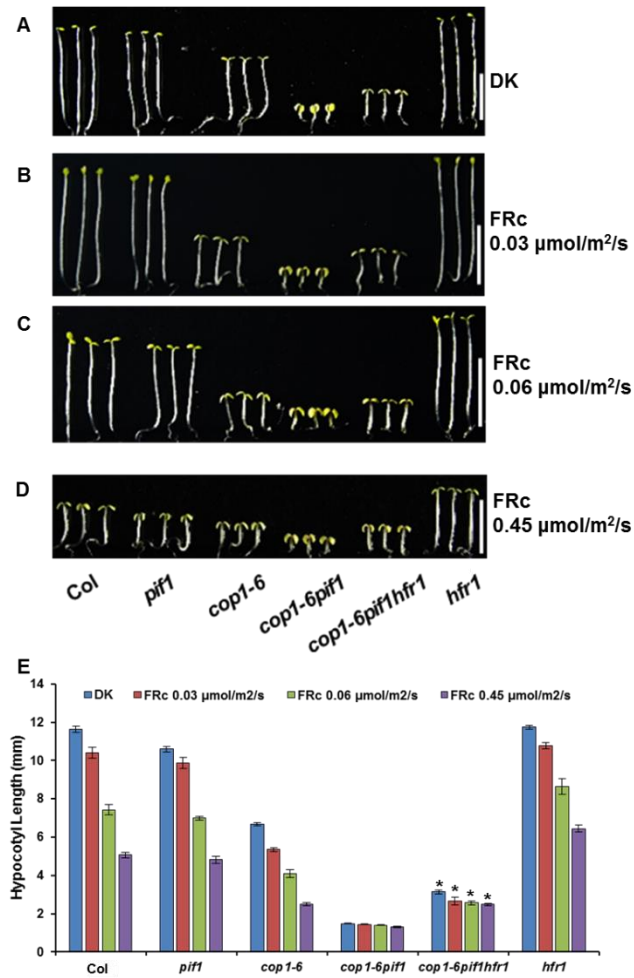 A
DK
B
FRc
0.03 µmol/m²/s
C
FRc
0.06 µmol/m²/s
D
FRc
0.45 µmol/m²/s
Col
pif1
cop1-6
cop1-6pif1
cop1-6pif1hfr1
hfr1
E
DK FRc 0.03 µmol/m2/s FRc 0.06 µmol/m2/s FRc 0.45 µmol/m2/s
Hypocotyl Length (mm)
14
12
10
8
6
4
2
0
* * * *
Col pif1 cop1-6 cop1-6pif1 cop1-6pif1hfr1 hfr1